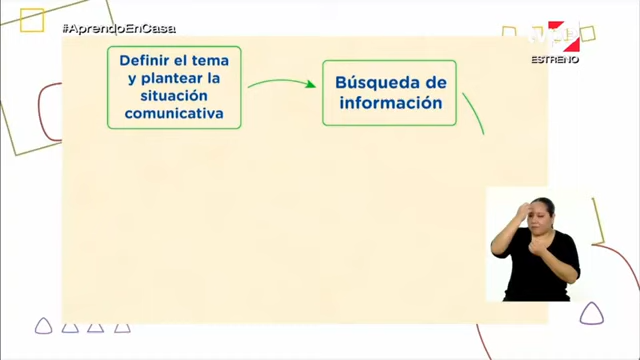 #AprendoEnCasa
ESTRENO
Definir el tema
y plantear la
situación
comunicativa
Búsqueda de
información